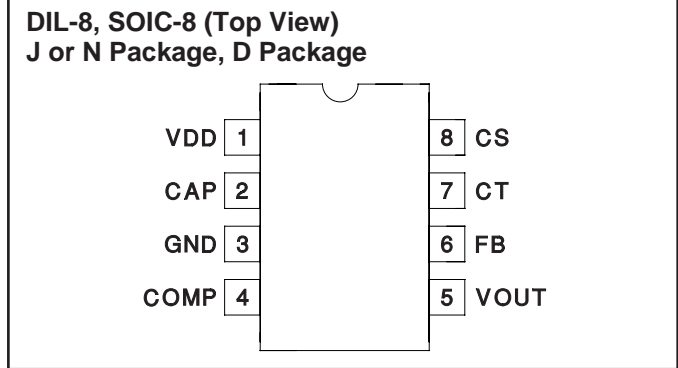 DIL-8, SOIC-8 (Top View)
J or N Package, D Package
VDD 1 8 CS
CAP 2 7 CT
GND 3 6 FB
COMP 4 5 VOUT